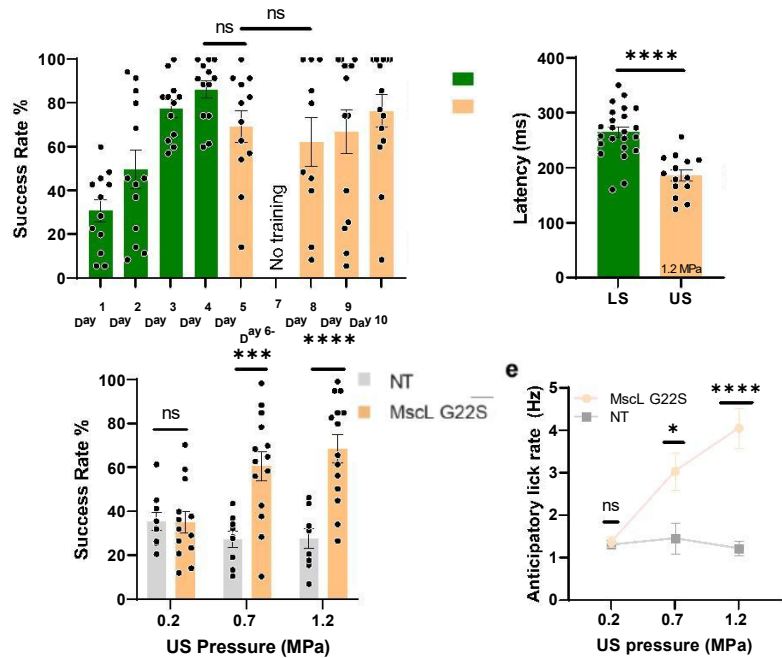 ns
ns
Success Rate %
100
80
60
40
20
0
No training
Day 1
Day 2
Day 3
Day 4
Day 5
Day 6-7
Day 8
Day 9
Day 10
****
Latency (ms)
400
300
200
100
0
1.2 MPa
LS
US
ns
***
****
NT
MscL G22S
Success Rate %
100
80
60
40
20
0
0.2
0.7
1.2
US Pressure (MPa)
e
MscL G22S
NT
****
*
ns
Anticipatory lick rate (Hz)
5
4
3
2
1
0
0.2
0.7
1.2
US pressure (MPa)